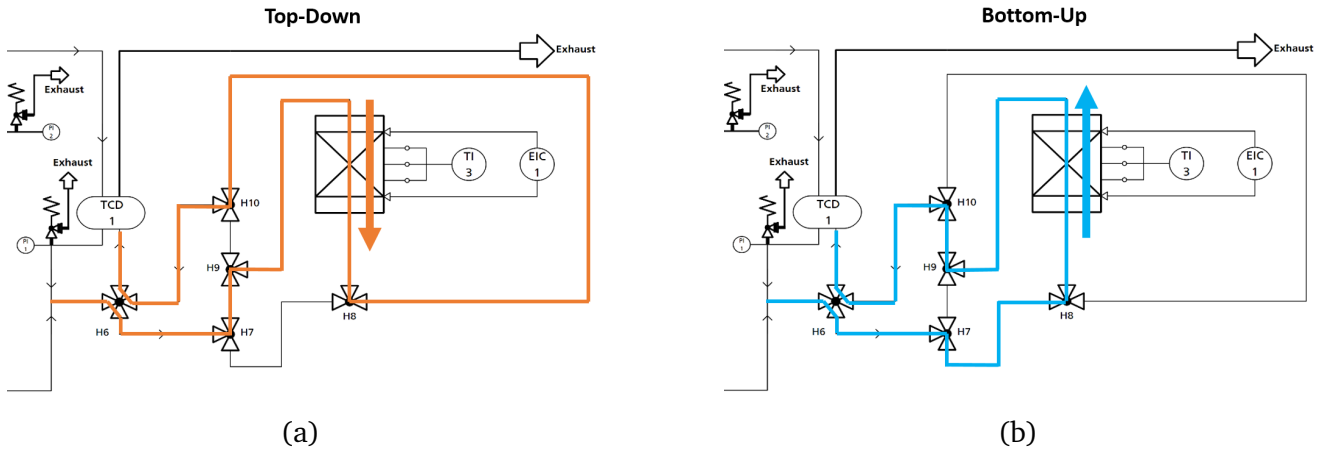 Top-Down
Exhaust
Exhaust
PI
2
Exhaust
TI
3
EIC
1
TCD
1
H10
PI
1
H9
H6
H7
H8
(a)
Bottom-Up
Exhaust
Exhaust
PI
2
Exhaust
TI
3
EIC
1
TCD
1
H10
PI
1
H9
H6
H7
H8
(b)